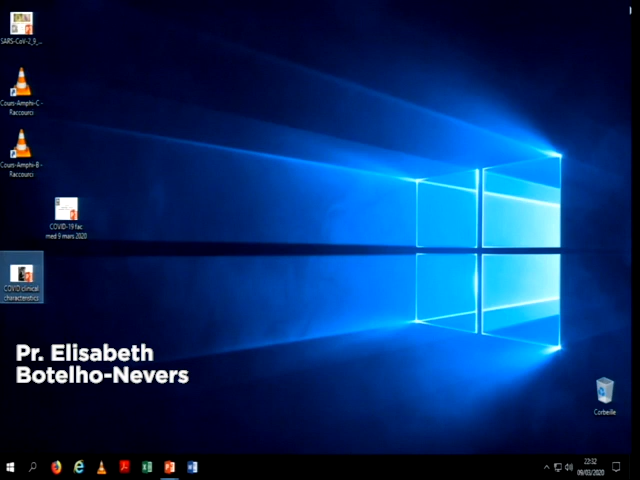 SARS-CoV-2_9_...
Cours-Amphi-C -
Raccourci
Cours-Amphi-B -
Raccourci
COVID-19 fac
med 9 mars 2020
COVID clinical
characteristics
Pr. Elisabeth
Botelho-Nevers
Corbeille
22:32
09/03/2020